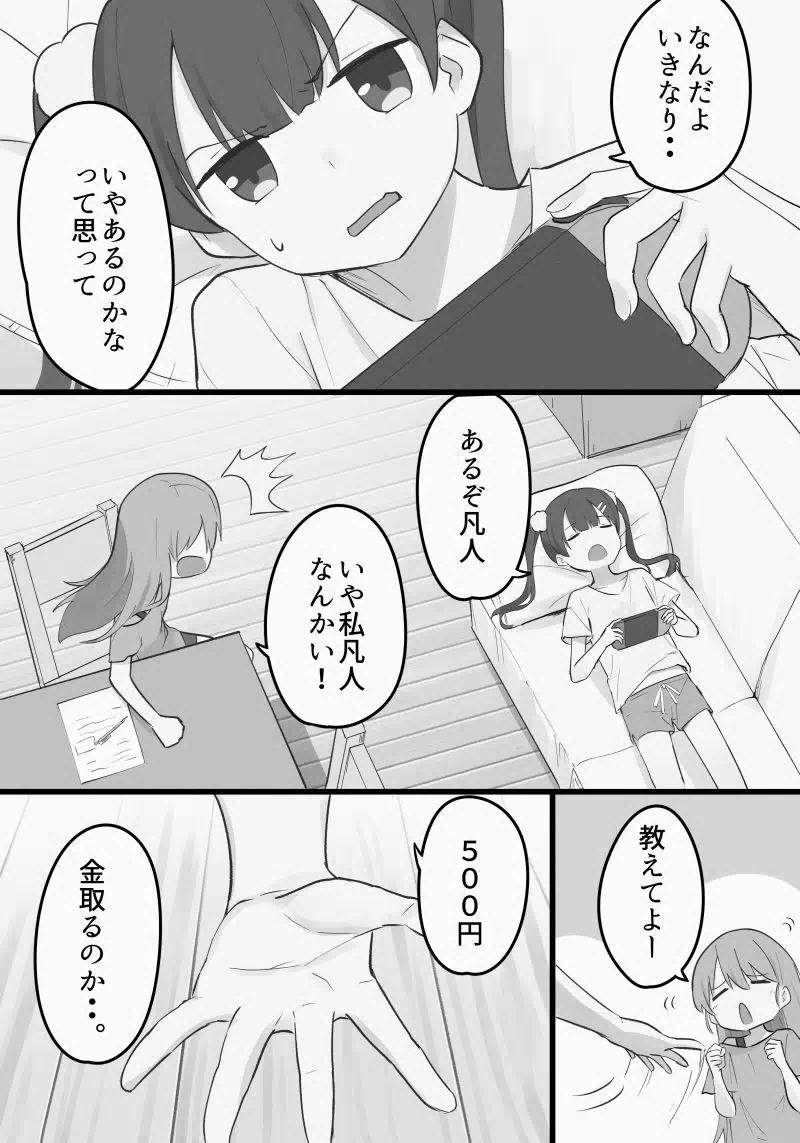 なんだよ
いきなり・・
いやあるのかな
って思って
あるぞ凡人
いや私凡人
なんかい！
教えてよー
５００円
金取るのか・・。